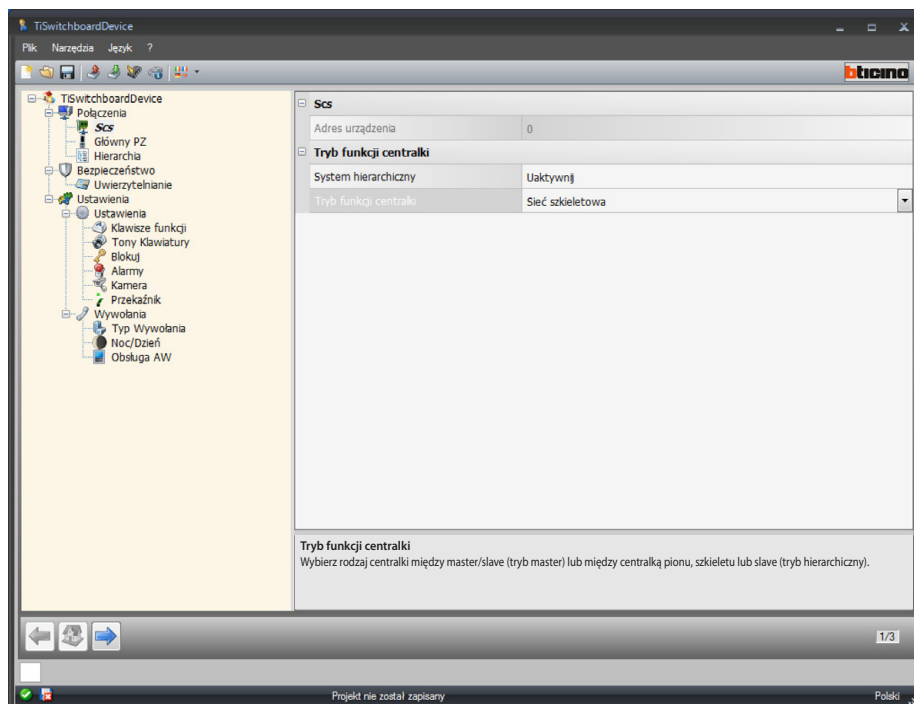 TiSwitchboardDevice
Plik Narzędzia Język ?
bticino
TiSwitchboardDevice
Połączenia
Scs
Główny PZ
Hierarchia
Bezpieczeństwo
Uwierzytelnianie
Ustawienia
Ustawienia
Klawisze funkcji
Tony Klawiatury
Blokuj
Alarmy
Kamera
Przekaźnik
Wywołania
Typ Wywołania
Noc/Dzień
Obsługa AW
Scs
Adres urządzenia 0
Tryb funkcji centralki
System hierarchiczny Uaktywnij
Tryb funkcji centralki Sieć szkieletowa
Tryb funkcji centralki
Wybierz rodzaj centralki między master/slave (tryb master) lub między centralką pionu, szkieletu lub slave (tryb hierarchiczny).
1/3
Projekt nie został zapisany Polski